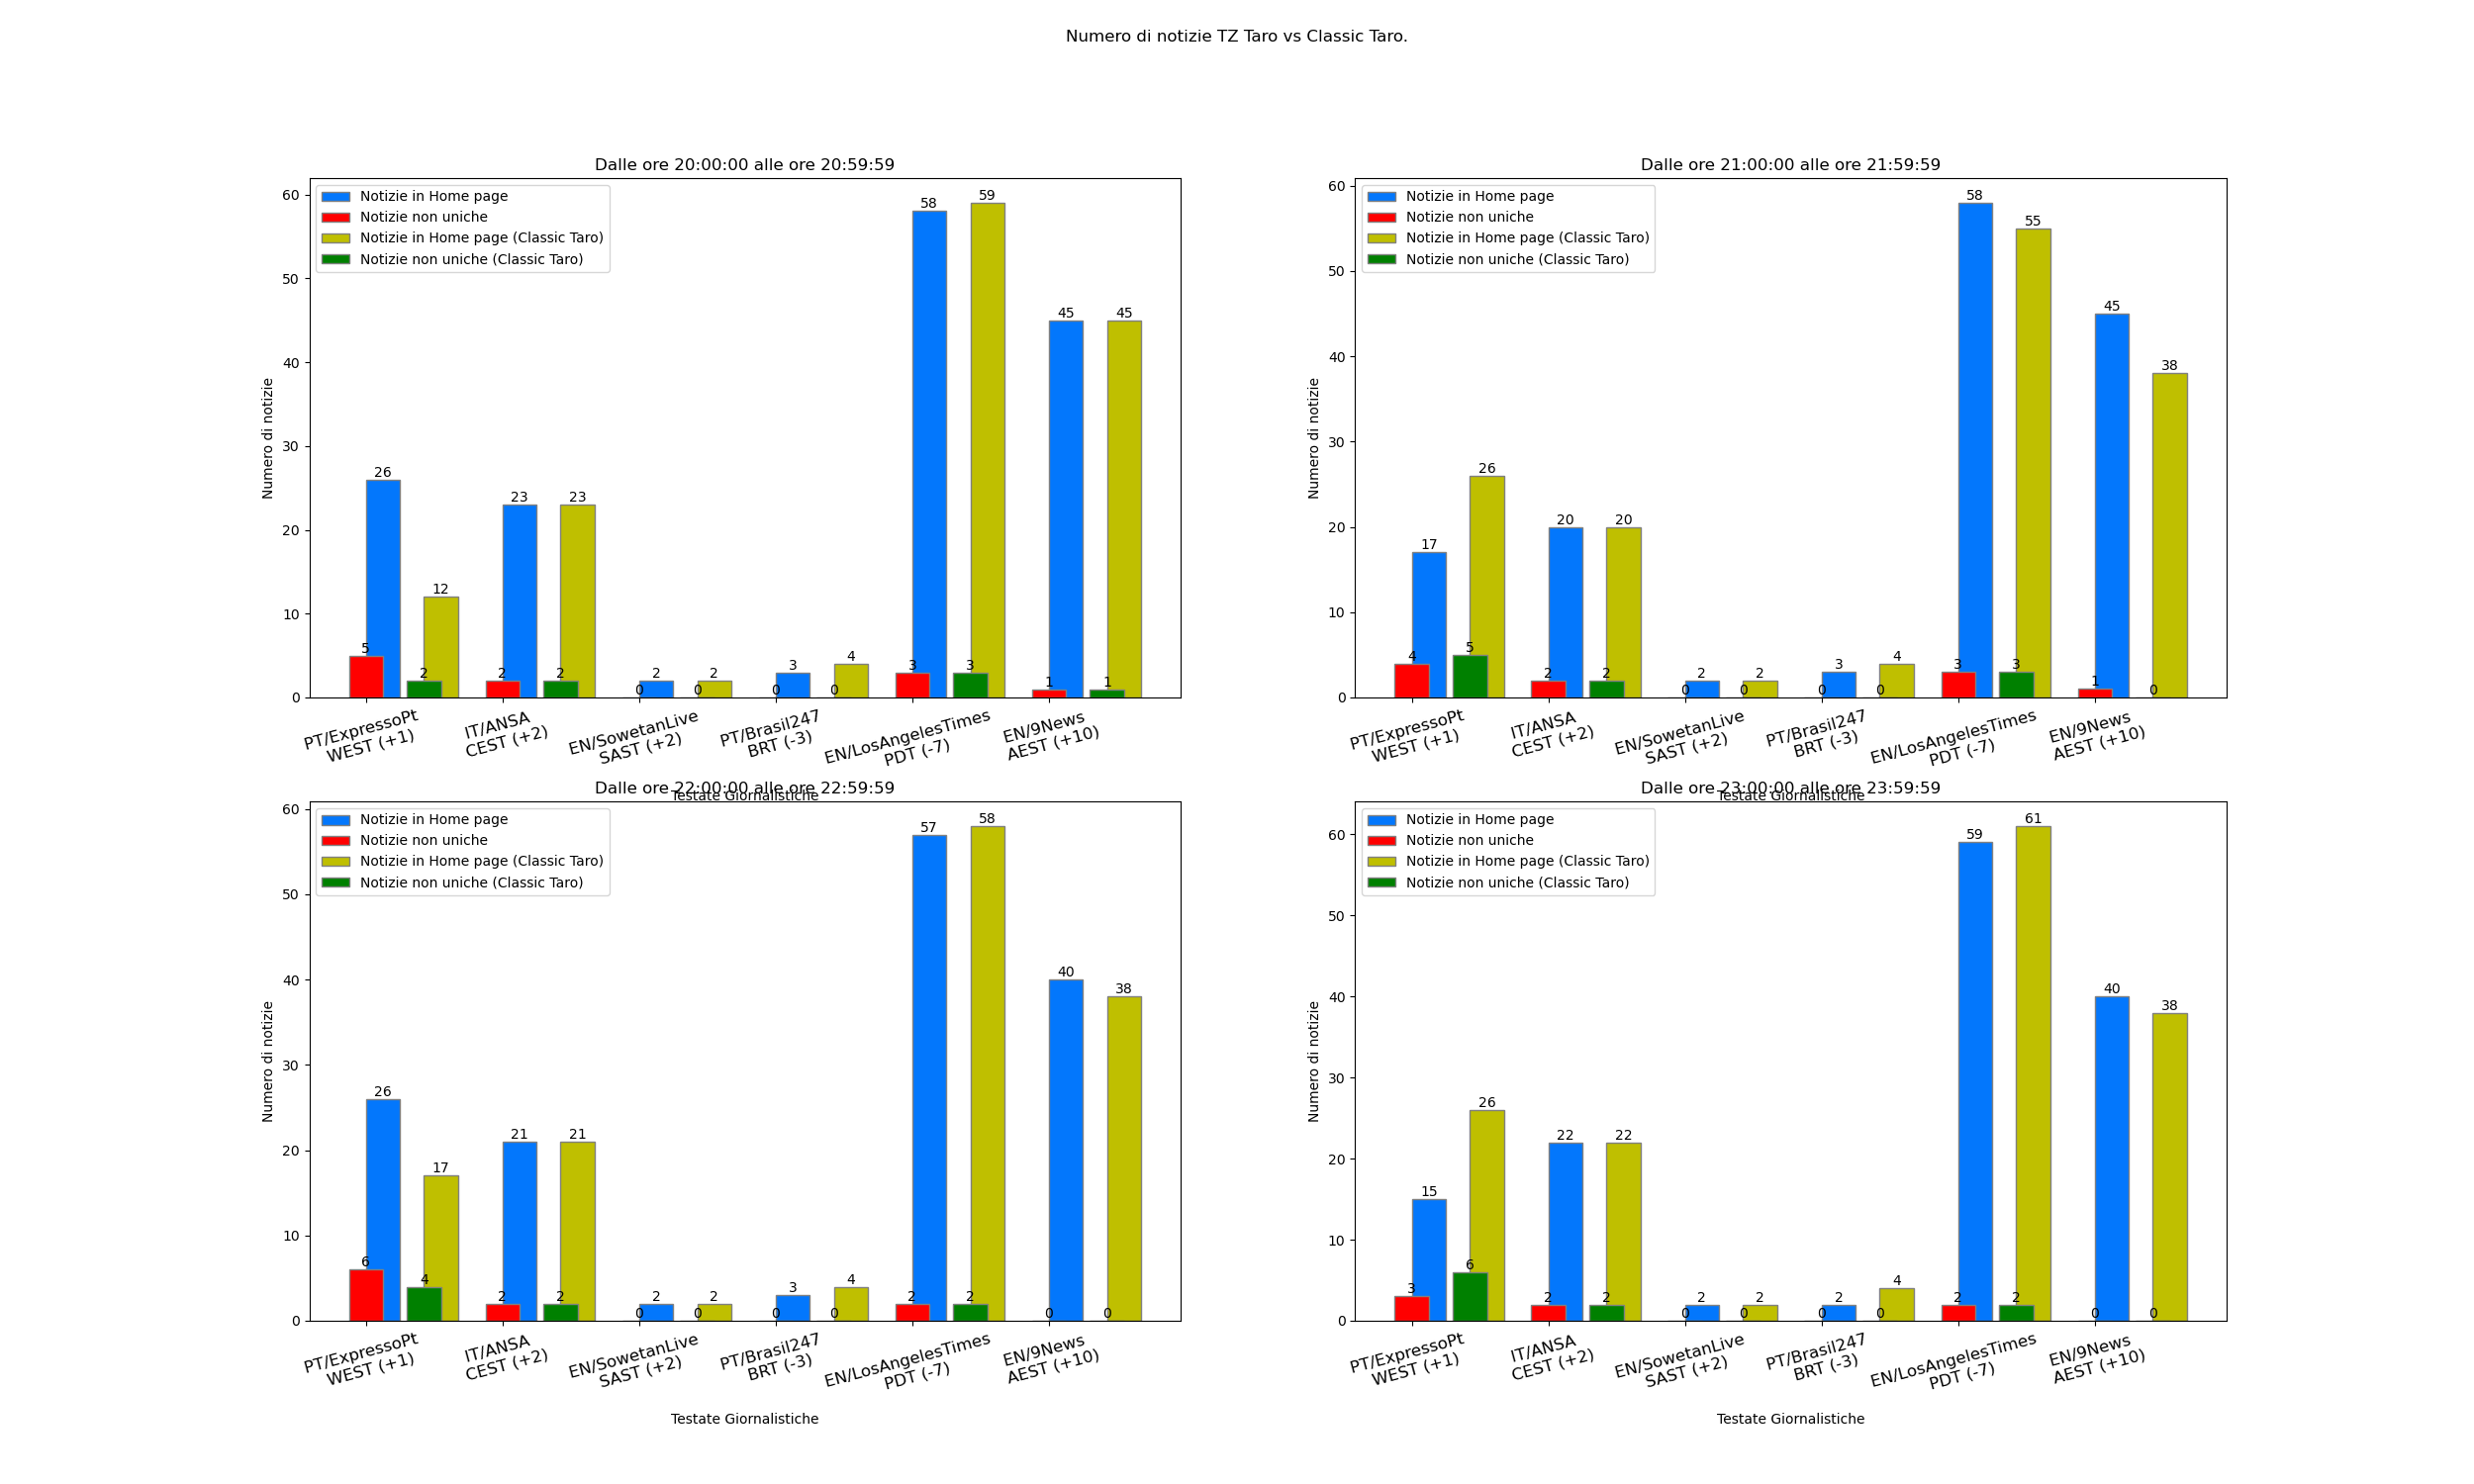 Numero di notizie TZ Taro vs Classic Taro.
Dalle ore 20:00:00 alle ore 20:59:59
Notizie in Home page
Notizie non uniche
Notizie in Home page (Classic Taro)
Notizie non uniche (Classic Taro)
Numero di notizie
60
50
40
30
20
10
0
5
26
2
12
2
23
2
23
0
2
0
2
0
3
0
4
3
58
3
59
1
45
1
45
PT/ExpressoPt
WEST (+1)
IT/ANSA
CEST (+2)
EN/SowetanLive
SAST (+2)
PT/Brasil247
BRT (-3)
EN/LosAngelesTimes
PDT (-7)
EN/9News
AEST (+10)
Testate Giornalistiche
Dalle ore 21:00:00 alle ore 21:59:59
Notizie in Home page
Notizie non uniche
Notizie in Home page (Classic Taro)
Notizie non uniche (Classic Taro)
Numero di notizie
60
50
40
30
20
10
0
4
17
5
26
2
20
2
20
0
2
0
2
0
3
0
4
3
58
3
55
1
45
0
38
PT/ExpressoPt
WEST (+1)
IT/ANSA
CEST (+2)
EN/SowetanLive
SAST (+2)
PT/Brasil247
BRT (-3)
EN/LosAngelesTimes
PDT (-7)
EN/9News
AEST (+10)
Testate Giornalistiche
Dalle ore 22:00:00 alle ore 22:59:59
Notizie in Home page
Notizie non uniche
Notizie in Home page (Classic Taro)
Notizie non uniche (Classic Taro)
Numero di notizie
60
50
40
30
20
10
0
6
26
4
17
2
21
2
21
0
2
0
2
0
3
0
4
2
57
2
58
0
40
0
38
PT/ExpressoPt
WEST (+1)
IT/ANSA
CEST (+2)
EN/SowetanLive
SAST (+2)
PT/Brasil247
BRT (-3)
EN/LosAngelesTimes
PDT (-7)
EN/9News
AEST (+10)
Testate Giornalistiche
Dalle ore 23:00:00 alle ore 23:59:59
Notizie in Home page
Notizie non uniche
Notizie in Home page (Classic Taro)
Notizie non uniche (Classic Taro)
Numero di notizie
60
50
40
30
20
10
0
3
15
6
26
2
22
2
22
0
2
0
2
0
2
0
4
2
59
2
61
0
40
0
38
PT/ExpressoPt
WEST (+1)
IT/ANSA
CEST (+2)
EN/SowetanLive
SAST (+2)
PT/Brasil247
BRT (-3)
EN/LosAngelesTimes
PDT (-7)
EN/9News
AEST (+10)
Testate Giornalistiche